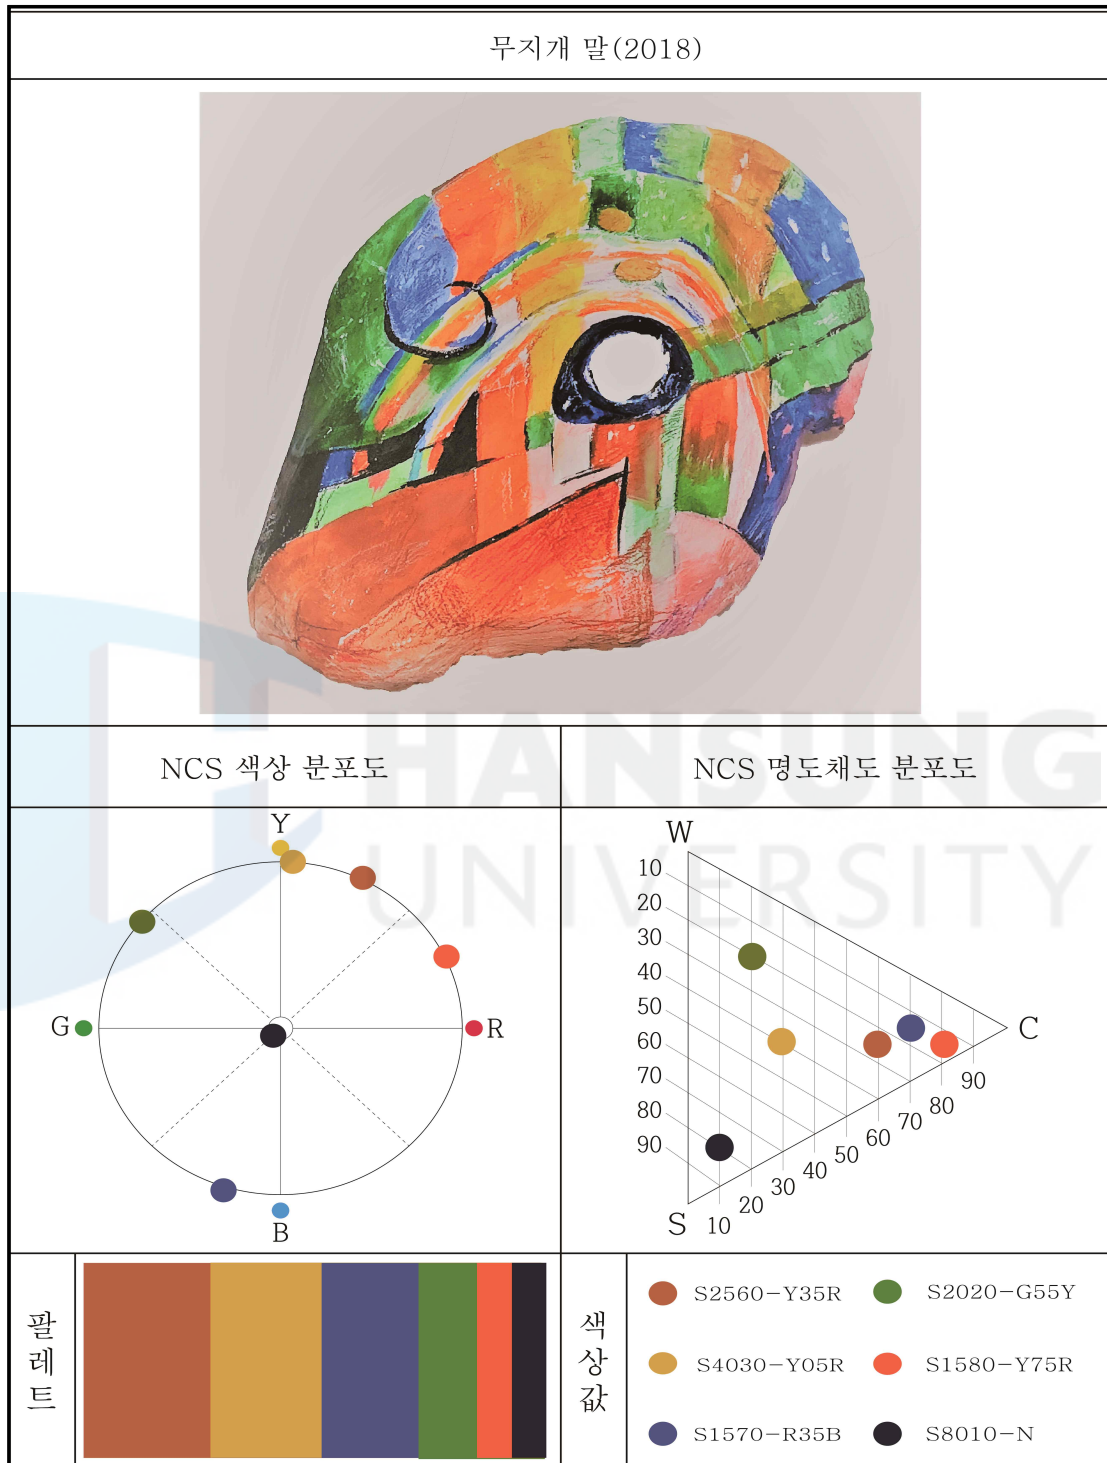 무지개 말(2018)
NCS 색상 분포도
NCS 명도채도 분포도
Y
G
R
B
W
10
20
30
40
50
60
70
80
90
S
C
10
20
30
40
50
60
70
80
90
팔레트
색상값
S2560-Y35R
S2020-G55Y
S4030-Y05R
S1580-Y75R
S1570-R35B
S8010-N
HANSUNG
UNIVERSITY